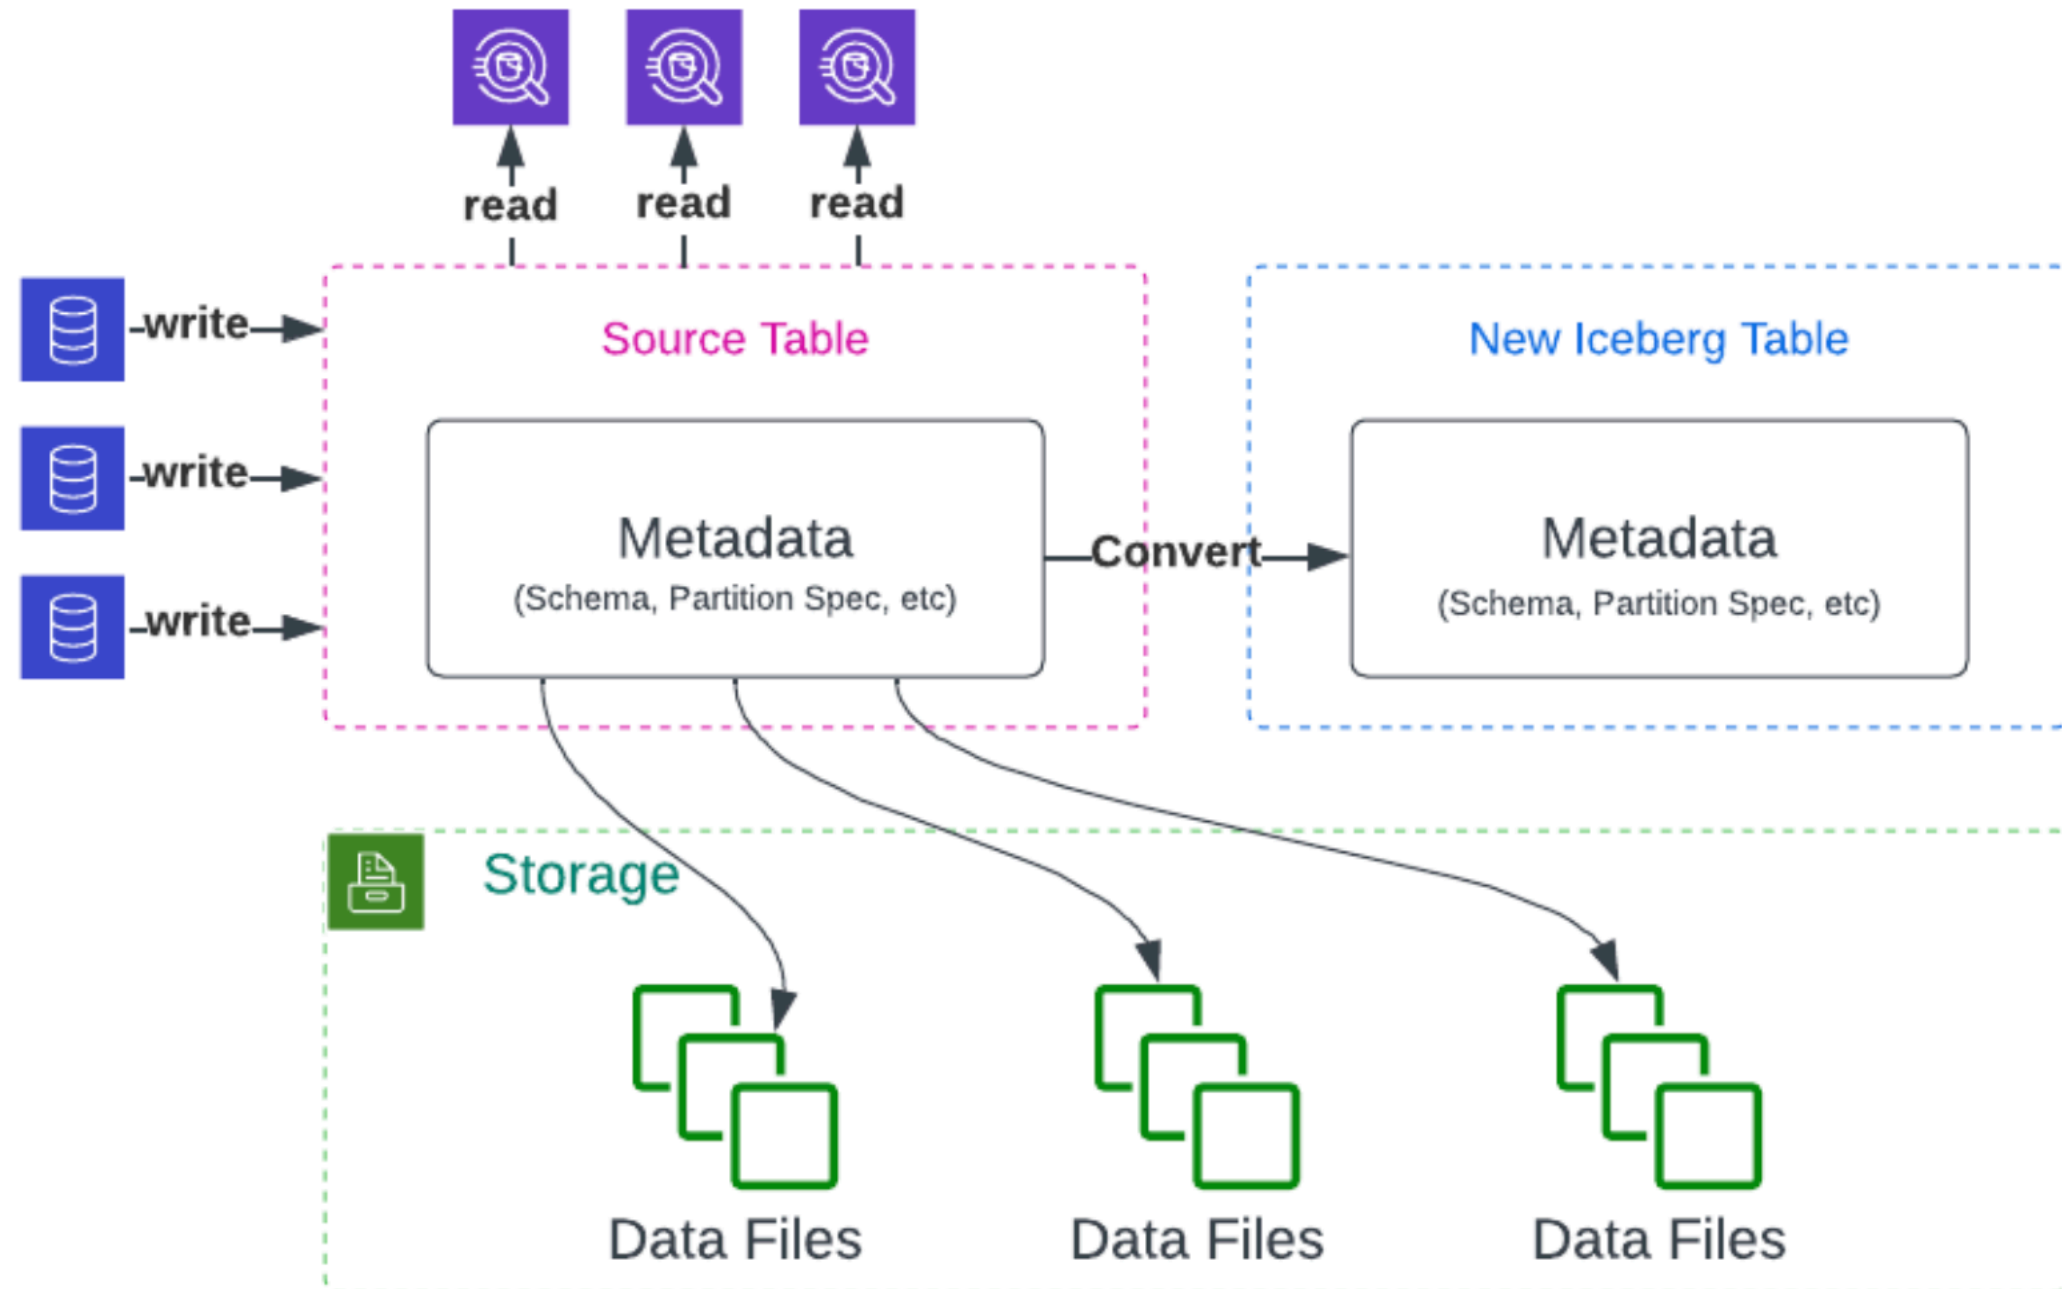 read
read
read
write
write
write
Source Table
Metadata
(Schema, Partition Spec, etc)
Convert
New Iceberg Table
Metadata
(Schema, Partition Spec, etc)
Storage
Data Files
Data Files
Data Files